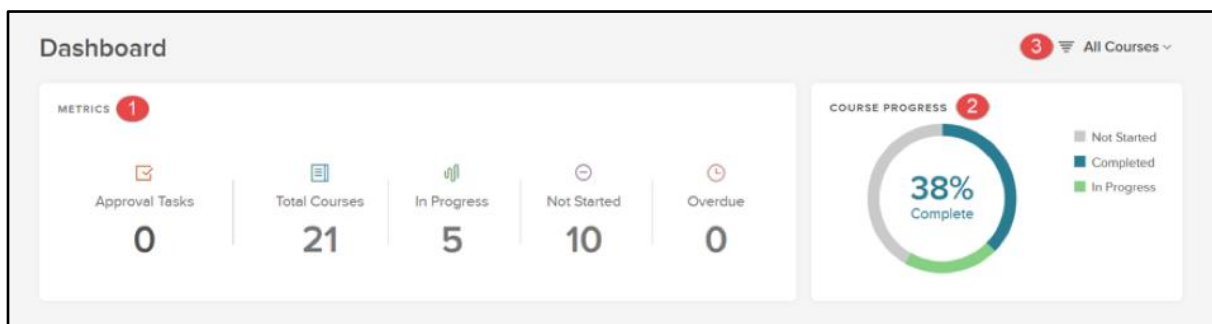 Dashboard
3 All Courses
METRICS 1
Approval Tasks
0
Total Courses
21
In Progress
5
Not Started
10
Overdue
0
COURSE PROGRESS 2
38%
Complete
Not Started
Completed
In Progress